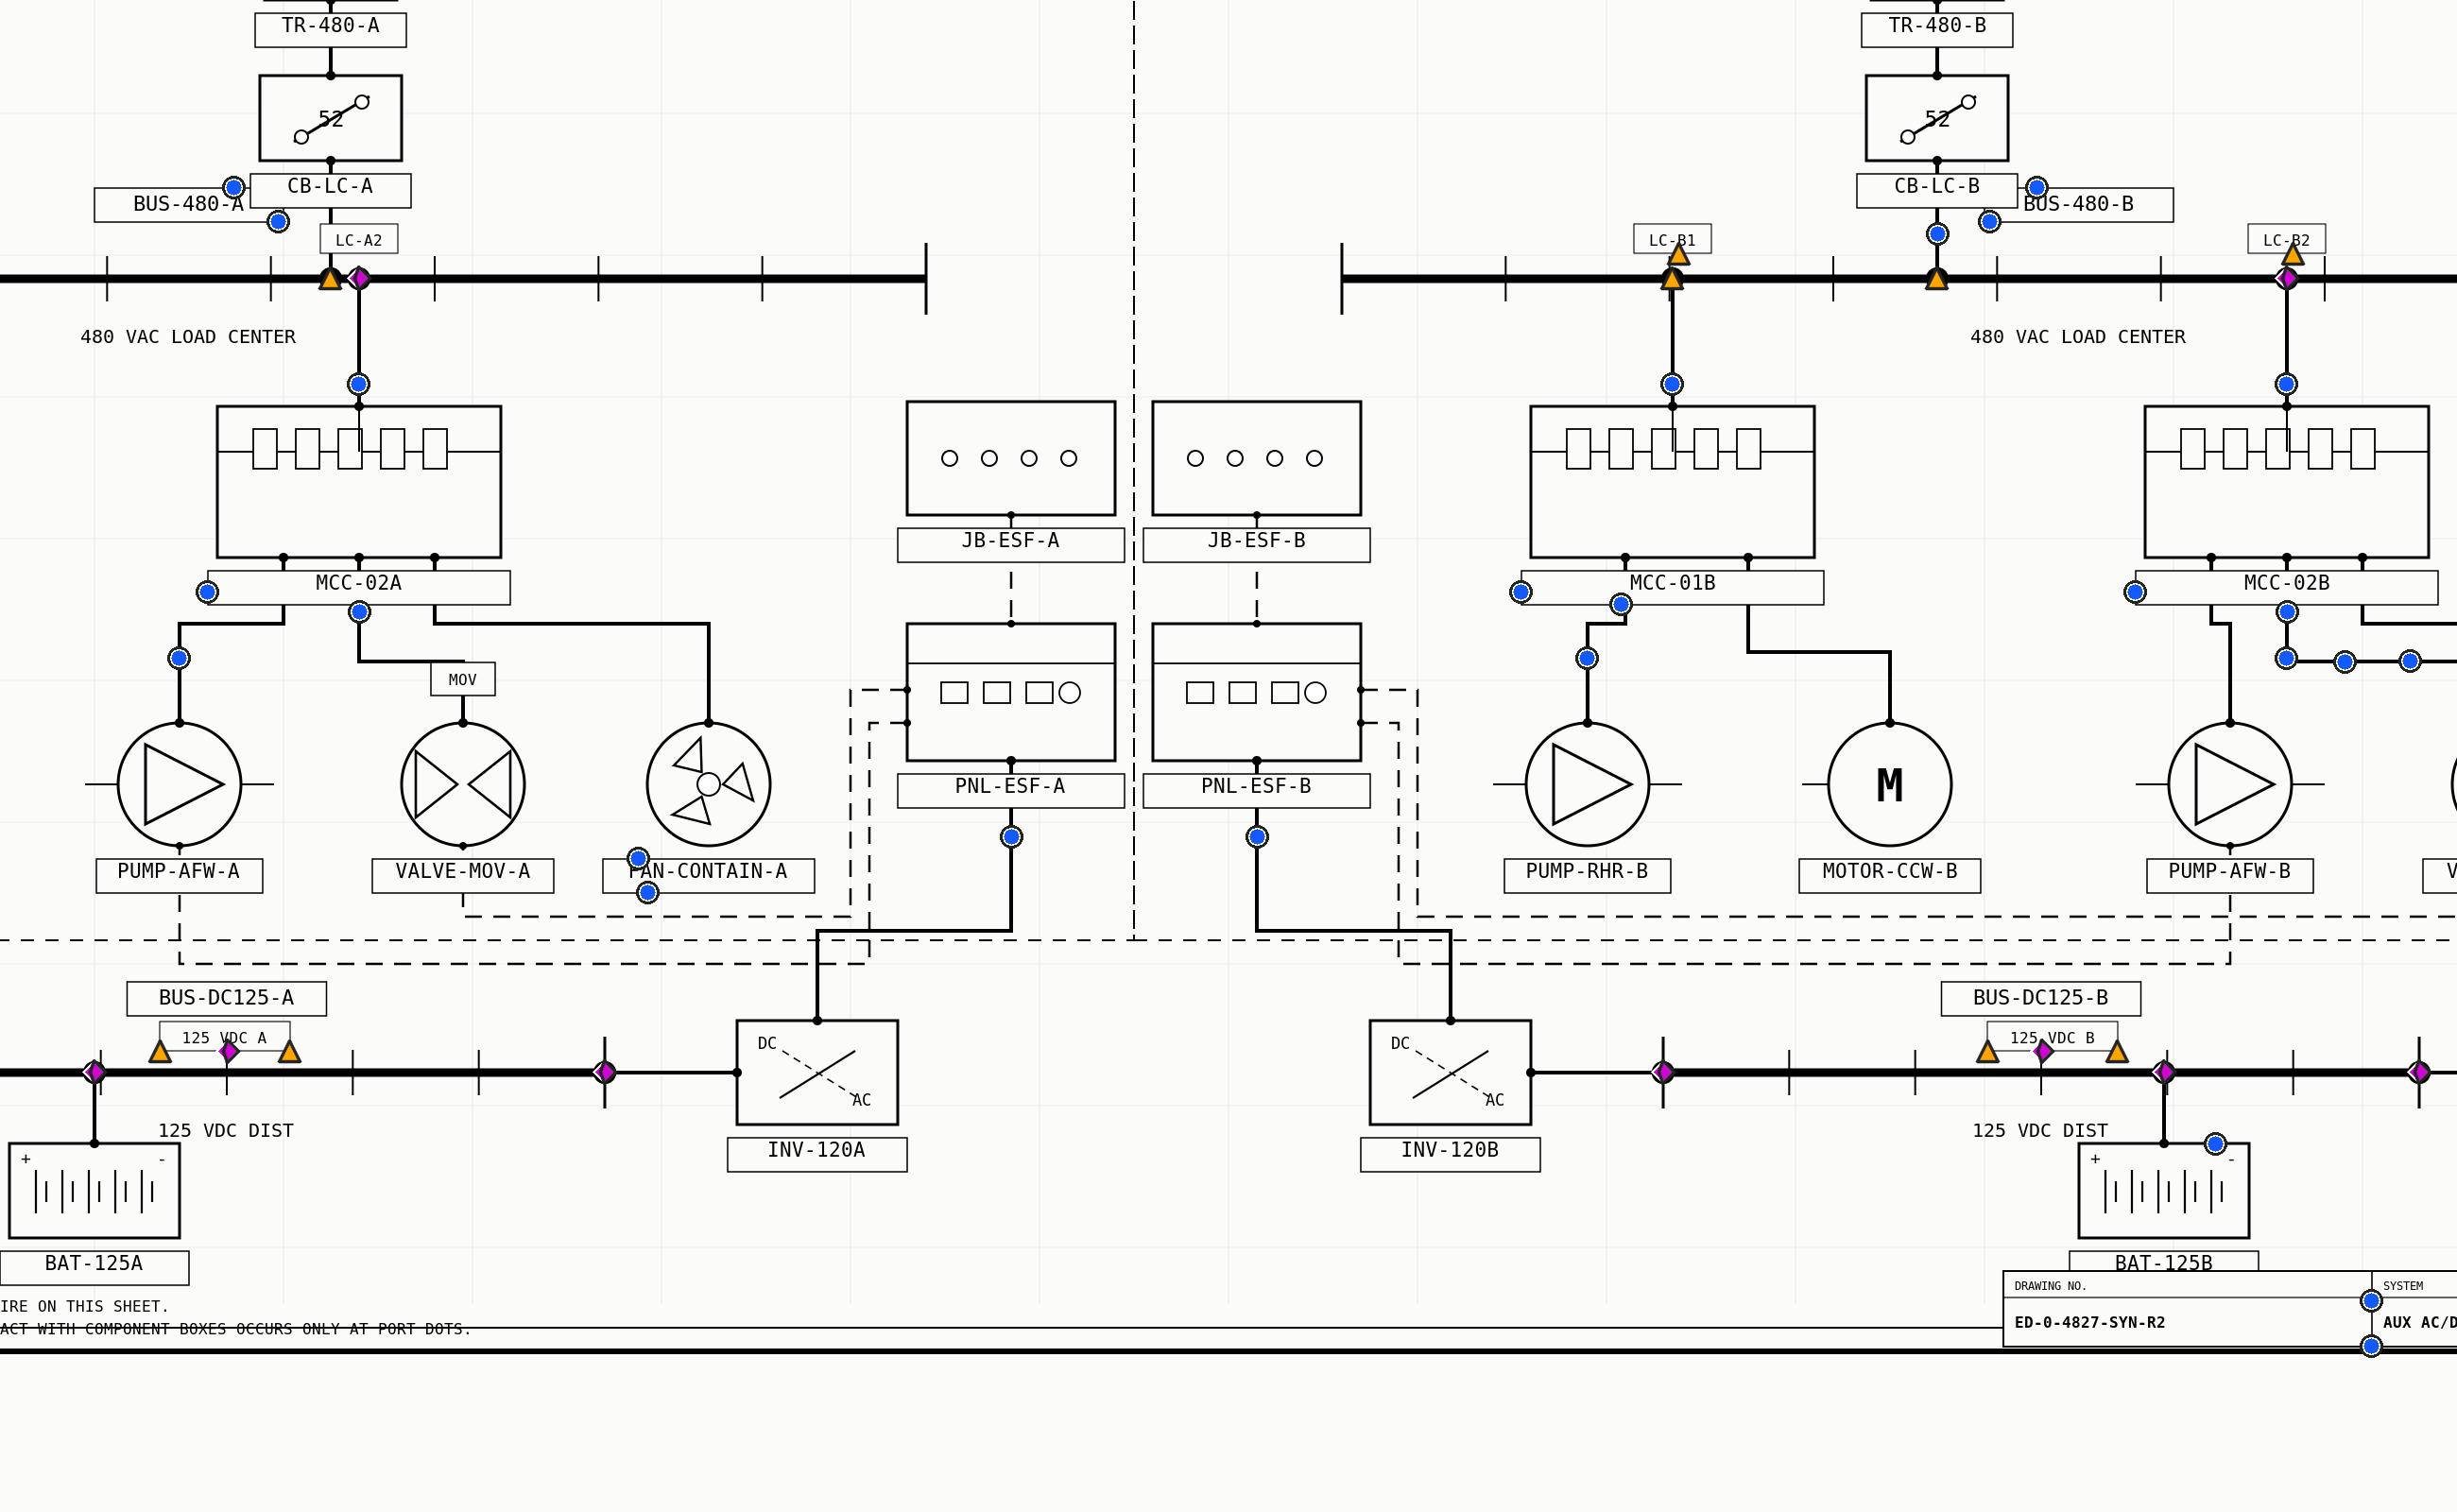 TR-480-A
TR-480-B
52
52
CB-LC-A
CB-LC-B
BUS-480-A
BUS-480-B
LC-A2
LC-B1
LC-B2
480 VAC LOAD CENTER
480 VAC LOAD CENTER
JB-ESF-A
JB-ESF-B
MCC-02A
MCC-01B
MCC-02B
MOV
PNL-ESF-A
PNL-ESF-B
M
PUMP-AFW-A
VALVE-MOV-A
FAN-CONTAIN-A
PUMP-RHR-B
MOTOR-CCW-B
PUMP-AFW-B
V
BUS-DC125-A
BUS-DC125-B
125 VDC A
125 VDC B
DC
AC
DC
AC
125 VDC DIST
125 VDC DIST
INV-120A
INV-120B
+ -
+ -
BAT-125A
BAT-125B
IRE ON THIS SHEET.
ACT WITH COMPONENT BOXES OCCURS ONLY AT PORT DOTS.
DRAWING NO.
SYSTEM
ED-0-4827-SYN-R2
AUX AC/D